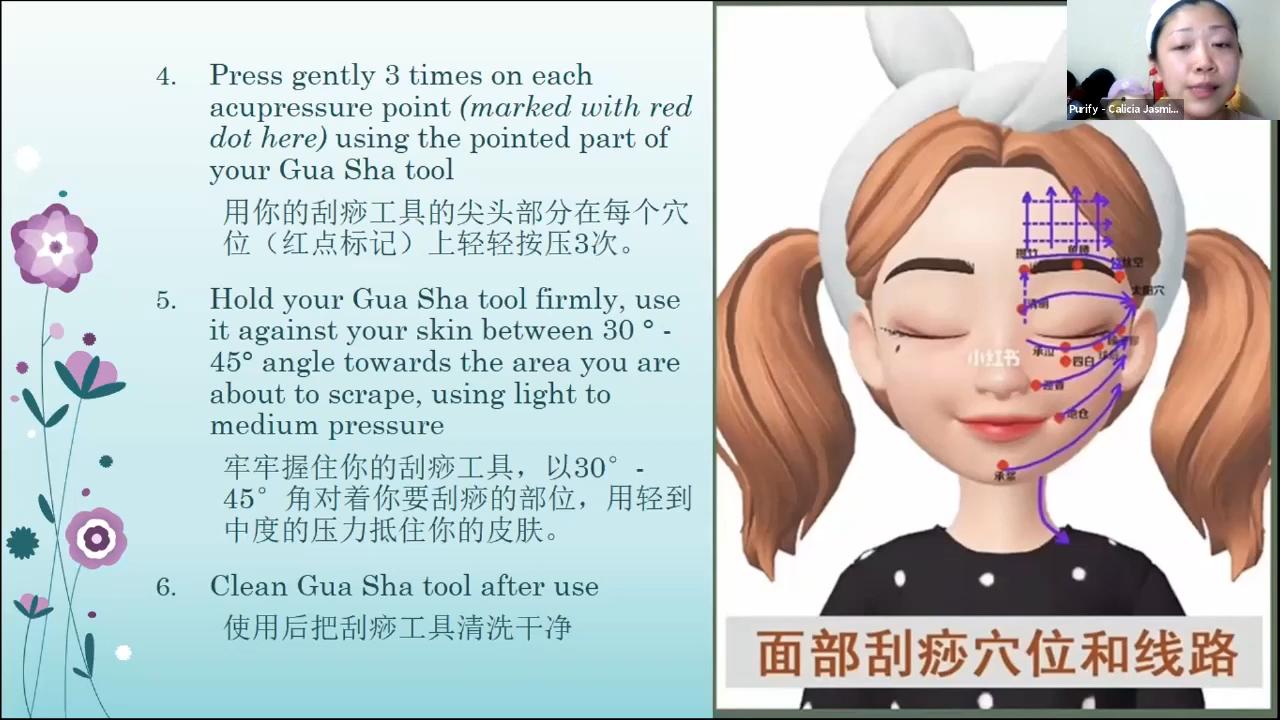 4. Press gently 3 times on each
acupressure point (marked with red
dot here) using the pointed part of
your Gua Sha tool
用你的刮痧工具的尖头部分在每个穴
位（红点标记）上轻轻按压3次。
5. Hold your Gua Sha tool firmly, use
it against your skin between 30 ° -
45° angle towards the area you are
about to scrape, using light to
medium pressure
牢牢握住你的刮痧工具，以30° -
45°角对着你要刮痧的部位，用轻到
中度的压力抵住你的皮肤。
6. Clean Gua Sha tool after use
使用后把刮痧工具清洗干净
Purify - Calicia Jasmi...
鱼腰
太阳穴
睛明
承泣
四白
小红书
迎香
地仓
承浆
面部刮痧穴位和线路